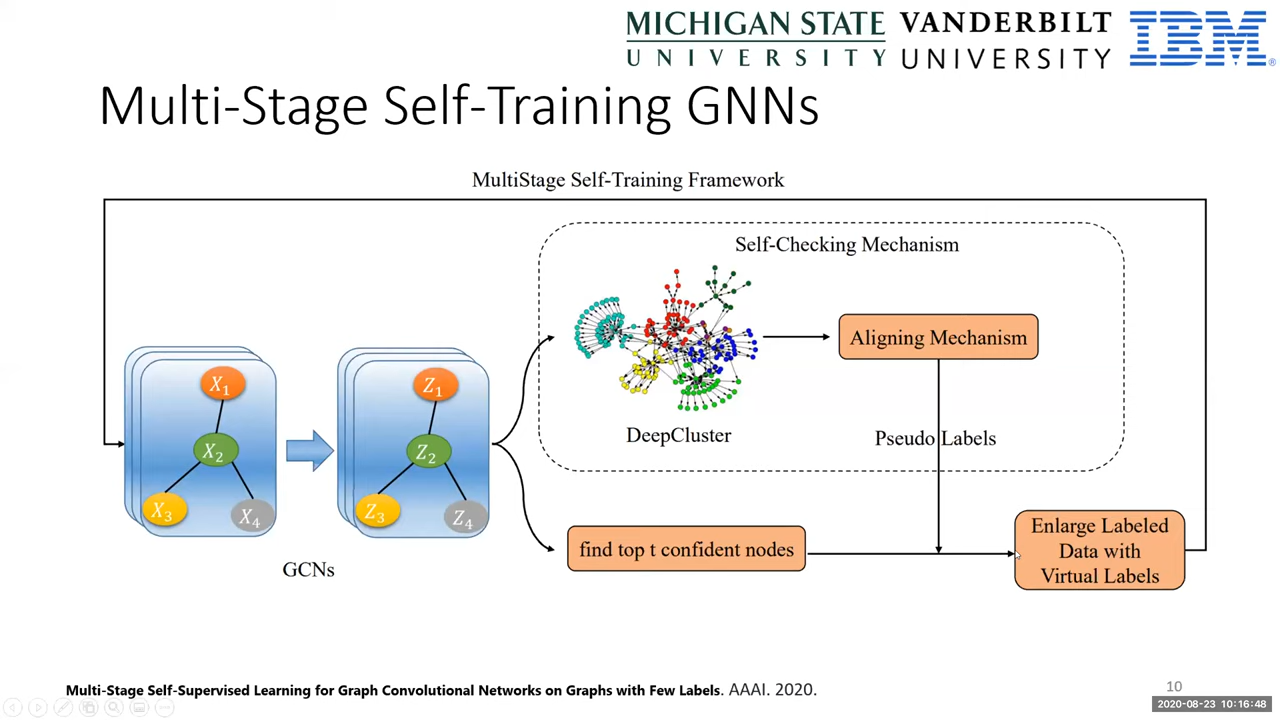 MICHIGAN STATE
UNIVERSITY
VANDERBILT
UNIVERSITY
IBM
®
Multi-Stage Self-Training GNNs
MultiStage Self-Training Framework
Self-Checking Mechanism
Aligning Mechanism
DeepCluster
Pseudo Labels
X₁
X₂
X₃
X₄
Z₁
Z₂
Z₃
Z₄
GCNs
find top t confident nodes
Enlarge Labeled
Data with
Virtual Labels
Multi-Stage Self-Supervised Learning for Graph Convolutional Networks on Graphs with Few Labels. AAAI. 2020.
10
2020-08-23 10:16:48